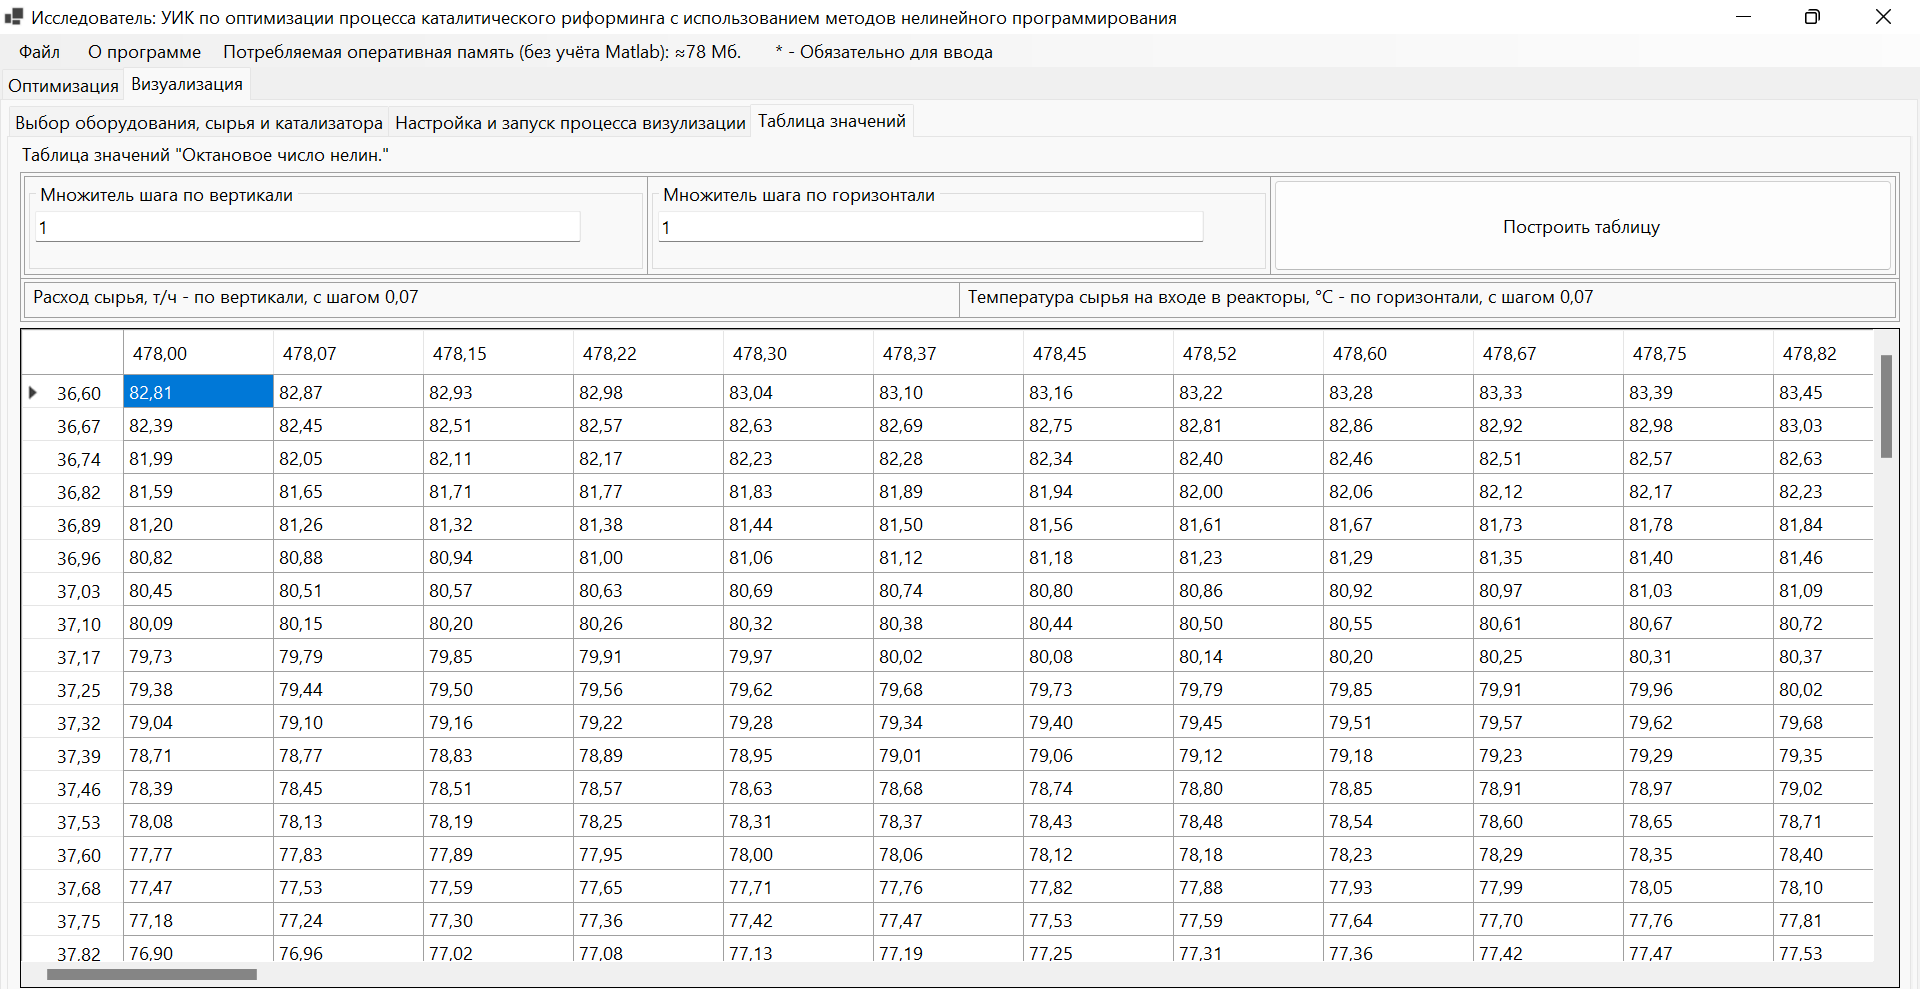 Исследователь: УИК по оптимизации процесса каталитического риформинга с использованием методов нелинейного программирования
Файл О программе Потребляемая оперативная память (без учёта Matlab): ≈78 Мб. * - Обязательно для ввода
Оптимизация Визуализация
Выбор оборудования, сырья и катализатора Настройка и запуск процесса визулизации Таблица значений
Таблица значений "Октановое число нелин."
Множитель шага по вертикали Множитель шага по горизонтали
1 1 Построить таблицу
Расход сырья, т/ч - по вертикали, с шагом 0,07 Температура сырья на входе в реакторы, °C - по горизонтали, с шагом 0,07
478,00 478,07 478,15 478,22 478,30 478,37 478,45 478,52 478,60 478,67 478,75 478,82
36,60 82,81 82,87 82,93 82,98 83,04 83,10 83,16 83,22 83,28 83,33 83,39 83,45
36,67 82,39 82,45 82,51 82,57 82,63 82,69 82,75 82,81 82,86 82,92 82,98 83,03
36,74 81,99 82,05 82,11 82,17 82,23 82,28 82,34 82,40 82,46 82,51 82,57 82,63
36,82 81,59 81,65 81,71 81,77 81,83 81,89 81,94 82,00 82,06 82,12 82,17 82,23
36,89 81,20 81,26 81,32 81,38 81,44 81,50 81,56 81,61 81,67 81,73 81,78 81,84
36,96 80,82 80,88 80,94 81,00 81,06 81,12 81,18 81,23 81,29 81,35 81,40 81,46
37,03 80,45 80,51 80,57 80,63 80,69 80,74 80,80 80,86 80,92 80,97 81,03 81,09
37,10 80,09 80,15 80,20 80,26 80,32 80,38 80,44 80,50 80,55 80,61 80,67 80,72
37,17 79,73 79,79 79,85 79,91 79,97 80,02 80,08 80,14 80,20 80,25 80,31 80,37
37,25 79,38 79,44 79,50 79,56 79,62 79,68 79,73 79,79 79,85 79,91 79,96 80,02
37,32 79,04 79,10 79,16 79,22 79,28 79,34 79,40 79,45 79,51 79,57 79,62 79,68
37,39 78,71 78,77 78,83 78,89 78,95 79,01 79,06 79,12 79,18 79,23 79,29 79,35
37,46 78,39 78,45 78,51 78,57 78,63 78,68 78,74 78,80 78,85 78,91 78,97 79,02
37,53 78,08 78,13 78,19 78,25 78,31 78,37 78,43 78,48 78,54 78,60 78,65 78,71
37,60 77,77 77,83 77,89 77,95 78,00 78,06 78,12 78,18 78,23 78,29 78,35 78,40
37,68 77,47 77,53 77,59 77,65 77,71 77,76 77,82 77,88 77,93 77,99 78,05 78,10
37,75 77,18 77,24 77,30 77,36 77,42 77,47 77,53 77,59 77,64 77,70 77,76 77,81
37,82 76,90 76,96 77,02 77,08 77,13 77,19 77,25 77,31 77,36 77,42 77,47 77,53